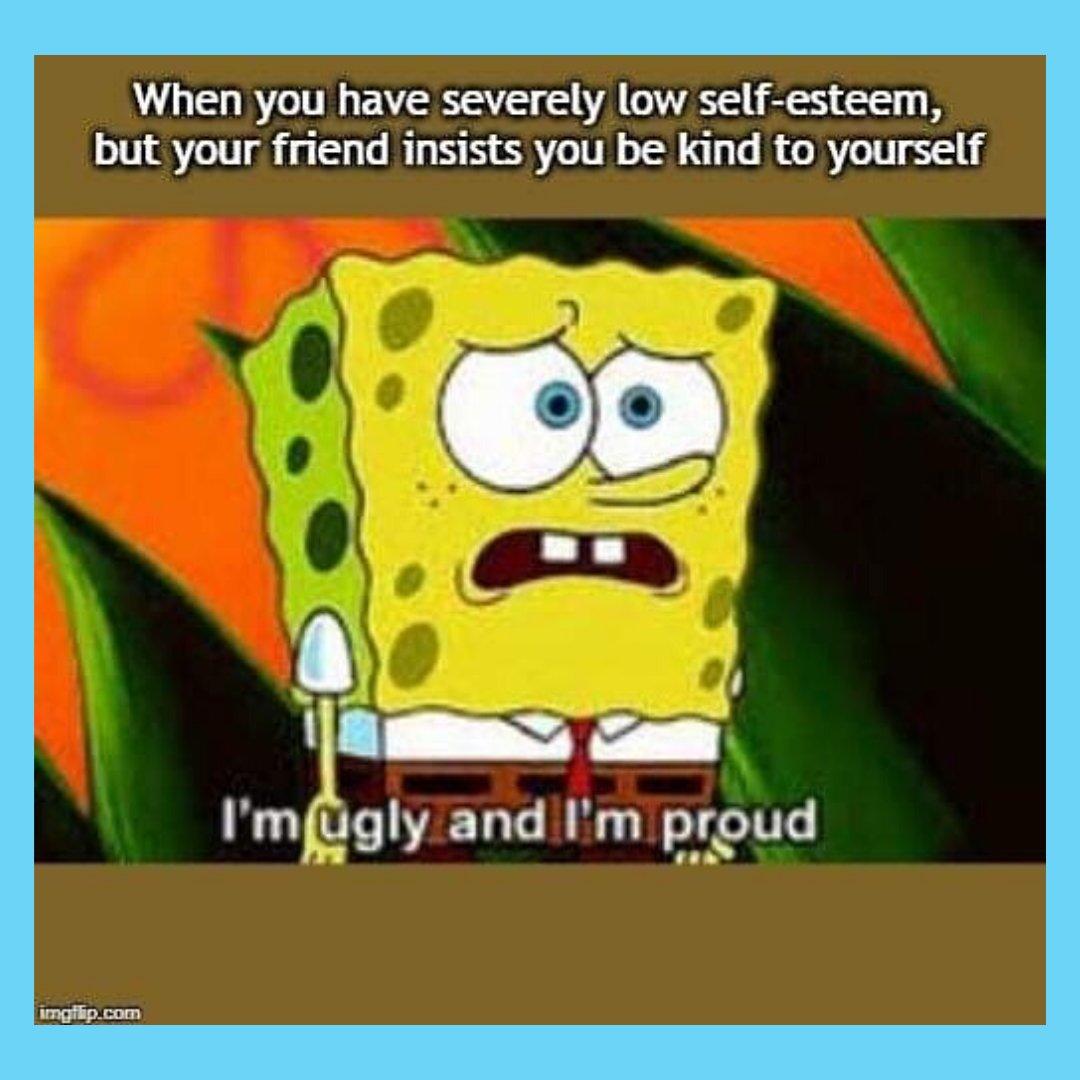 When you have severely low self-esteem,
but your friend insists you be kind to yourself
I'm ugly and I'm proud
imgflip.com